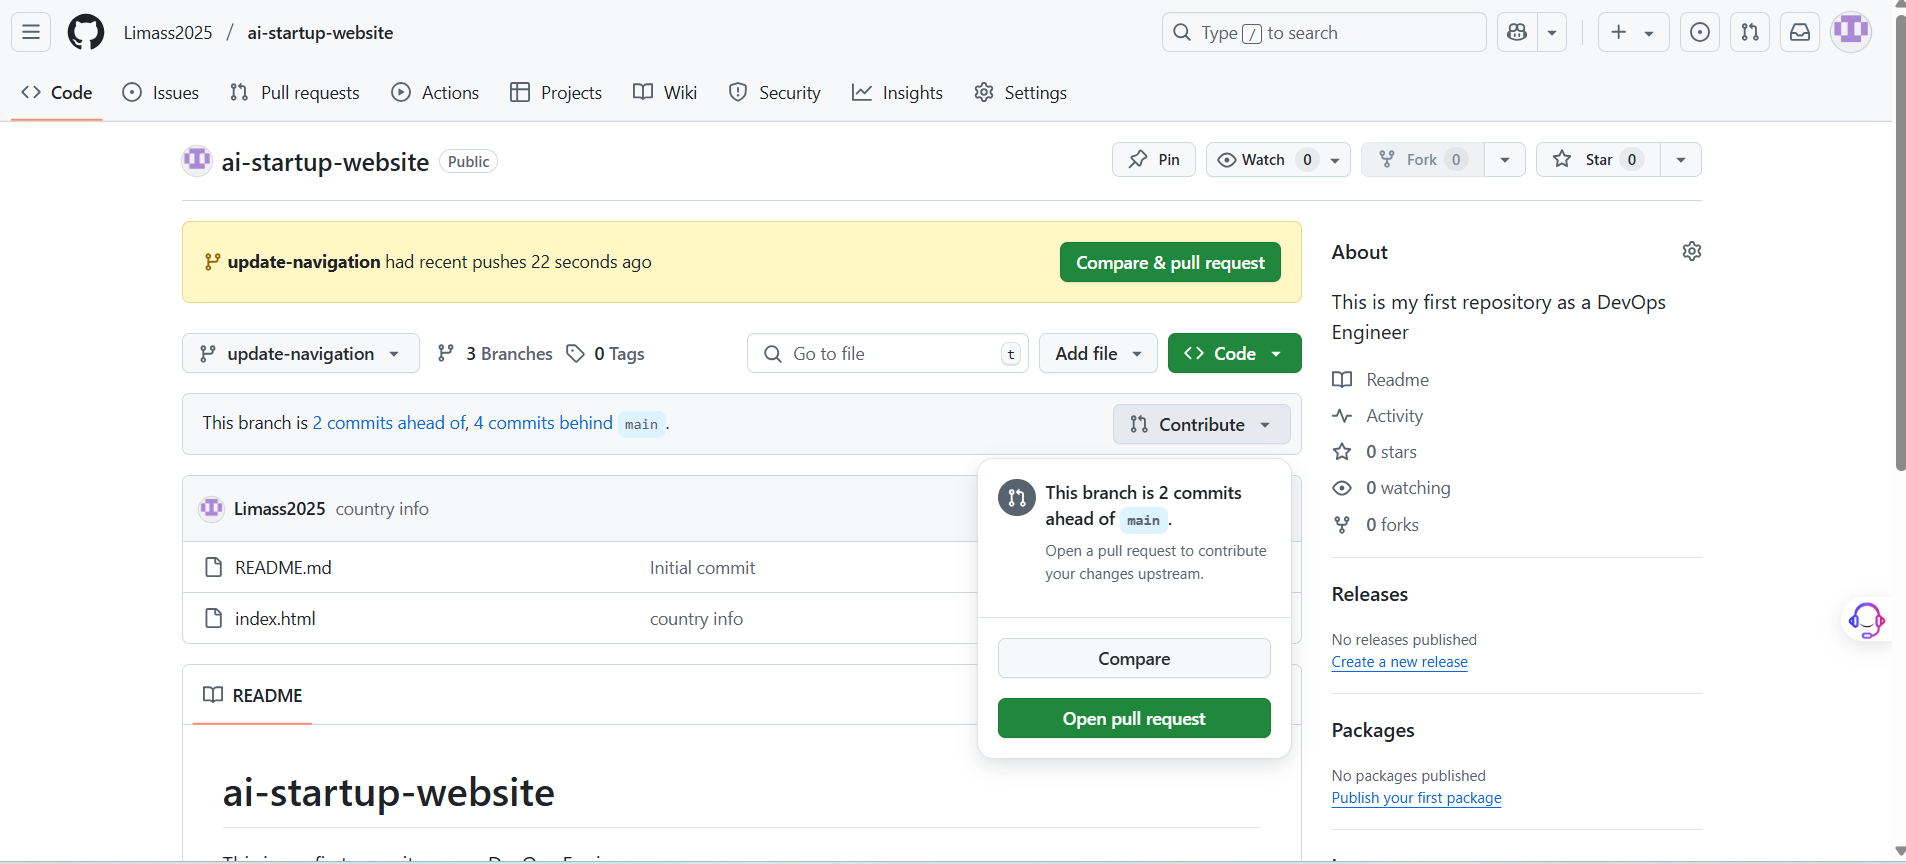 Limass2025 / ai-startup-website
Type / to search
Code Issues Pull requests Actions Projects Wiki Security Insights Settings
ai-startup-website Public
Pin Watch 0 Fork 0 Star 0
update-navigation had recent pushes 22 seconds ago
Compare & pull request
update-navigation 3 Branches 0 Tags
Go to file t
Add file
Code
This branch is 2 commits ahead of, 4 commits behind main .
Contribute
This branch is 2 commits
ahead of main .
Open a pull request to contribute
your changes upstream.
Compare
Open pull request
Limass2025 country info
README.md Initial commit
index.html country info
README
ai-startup-website
About
This is my first repository as a DevOps
Engineer
Readme
Activity
0 stars
0 watching
0 forks
Releases
No releases published
Create a new release
Packages
No packages published
Publish your first package